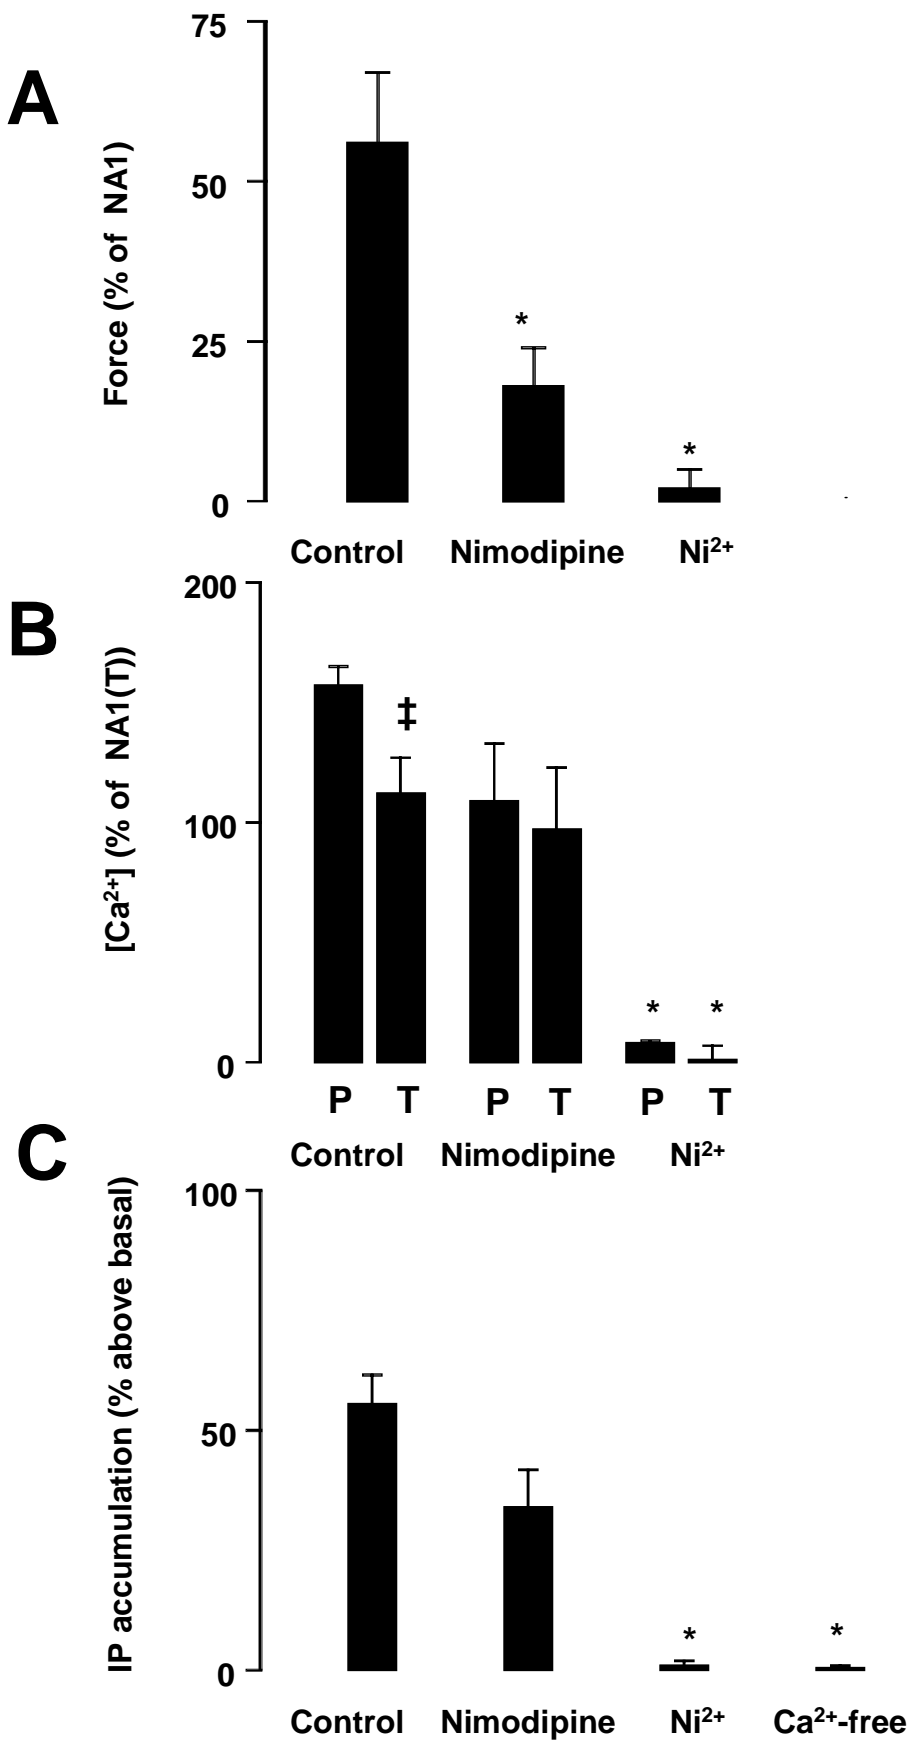 A
Force (% of NA1)
75
50
25
0
*
*
Control Nimodipine Ni²⁺
B
[Ca²⁺] (% of NA1(T))
200
100
0
‡
* *
P T P T P T
Control Nimodipine Ni²⁺
C
IP accumulation (% above basal)
100
50
0
* *
Control Nimodipine Ni²⁺ Ca²⁺-free